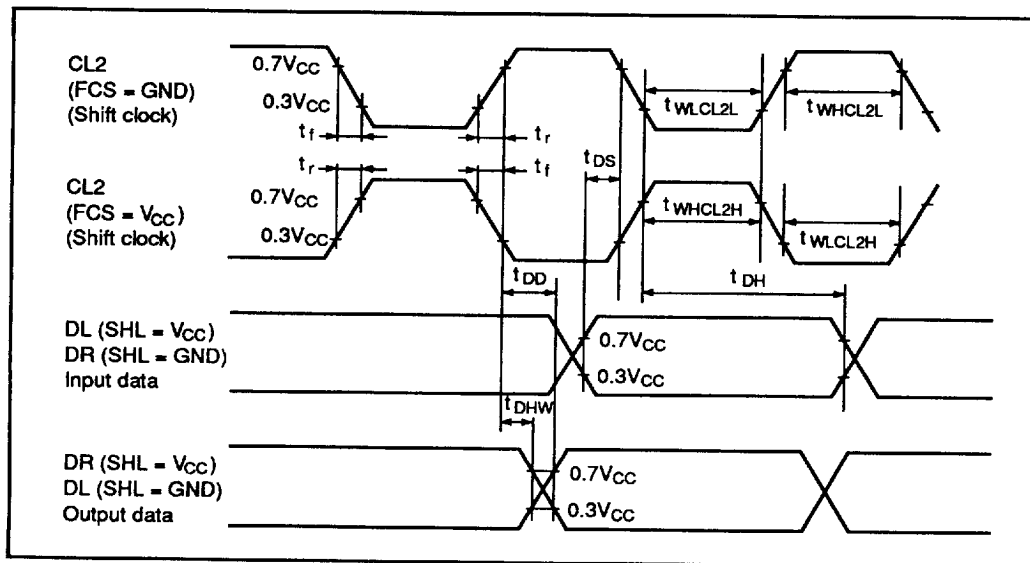 CL2
(FCS = GND)
(Shift clock)
0.7VCC
0.3VCC
tf
tr
tWLCL2L
tWHCL2L
tDS
CL2
(FCS = VCC)
(Shift clock)
tr
tf
0.7VCC
0.3VCC
tWHCL2H
tWLCL2H
tDD
tDH
DL (SHL = VCC)
DR (SHL = GND)
Input data
0.7VCC
0.3VCC
tDHW
DR (SHL = VCC)
DL (SHL = GND)
Output data
0.7VCC
0.3VCC